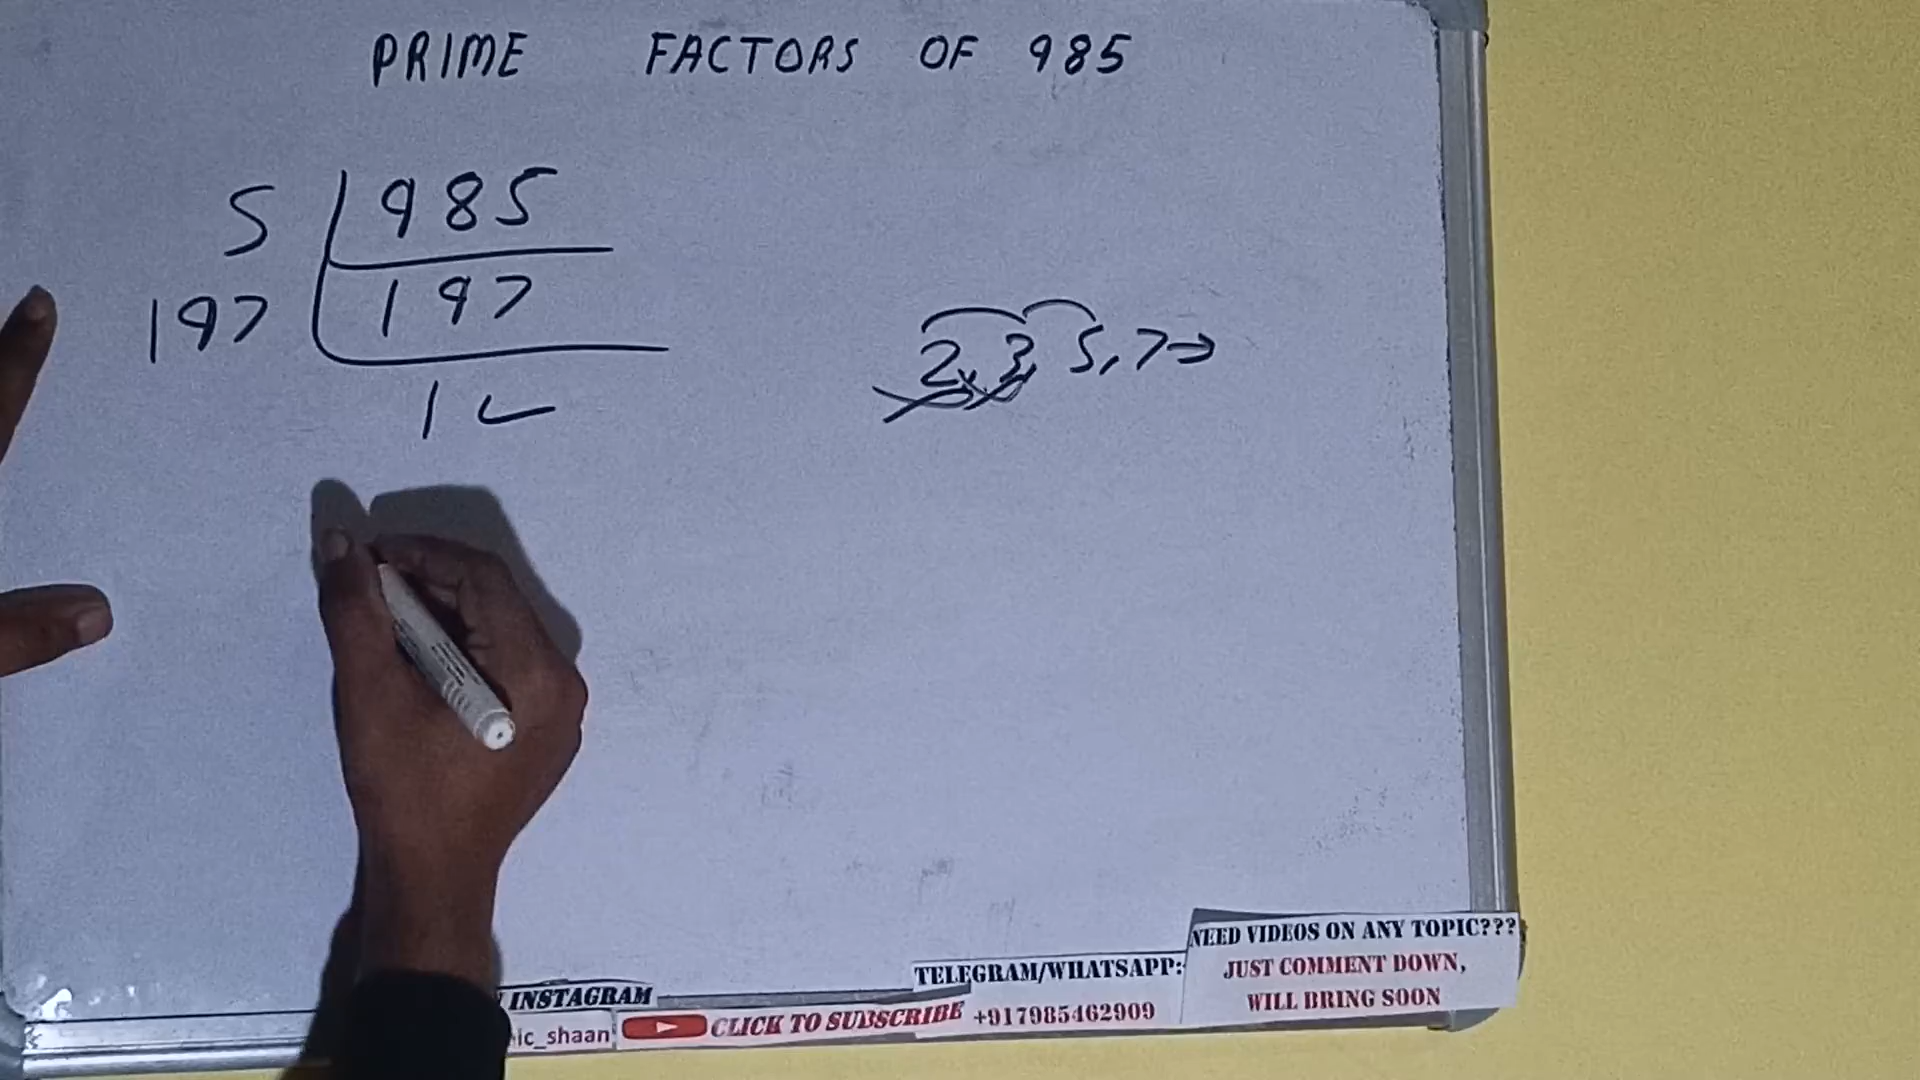 PRIME FACTORS OF 985
5 985
197 197
1
2, 3, 5, 7→
INSTAGRAM
ic_shaan
CLICK TO SUBSCRIBE
TELEGRAM/WHATSAPP:
+917985462909
NEED VIDEOS ON ANY TOPIC???
JUST COMMENT DOWN,
WILL BRING SOON